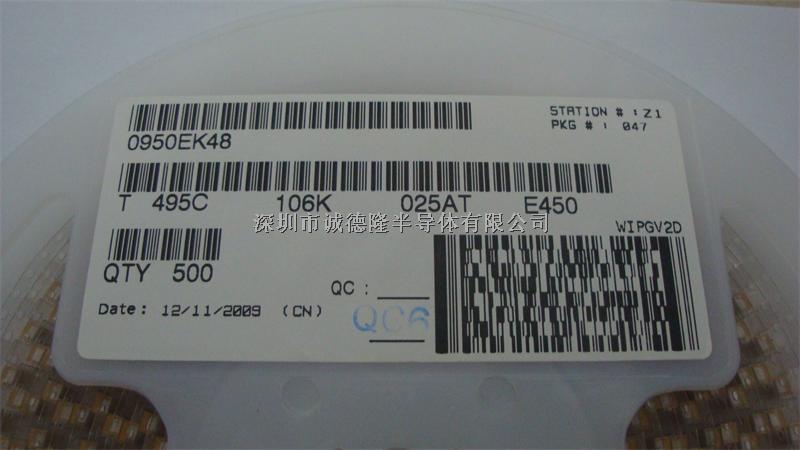 STATION # : Z1
PKG # : 047
0950EK48
T 495C 106K 025AT E450
深圳市诚德隆半导体有限公司
WIPGV2D
QTY 500
QC :
Date: 12/11/2009 (CN)
QC6